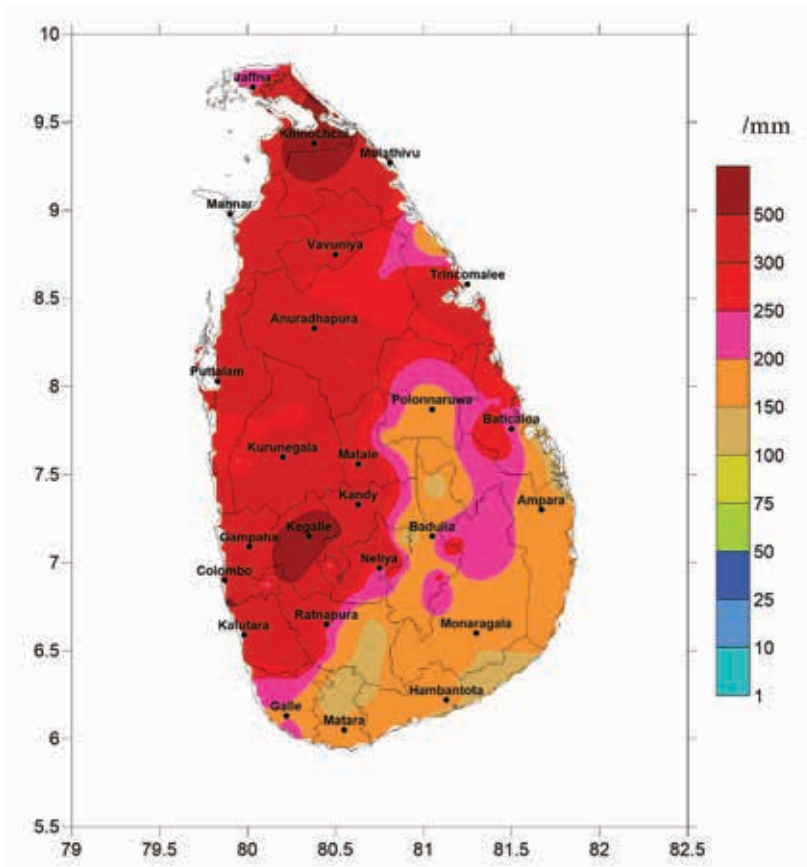 10
Jaffna
9.5
Kilinochchi
Mulathivu
/mm
9
Mannar
500
Vavuniya
300
Trincomalee
8.5
250
Anuradhapura
200
8
Puttalam
Polonnaruwa
150
Baticaloa
100
7.5
Kurunegala
Matale
Kandy
Ampara
75
Kegalle
Badulla
50
7
Gampaha
Neliya
Colombo
25
Ratnapura
Monaragala
10
6.5
Kalutara
Hambantota
1
Galle
Matara
6
5.5
79 79.5 80 80.5 81 81.5 82 82.5